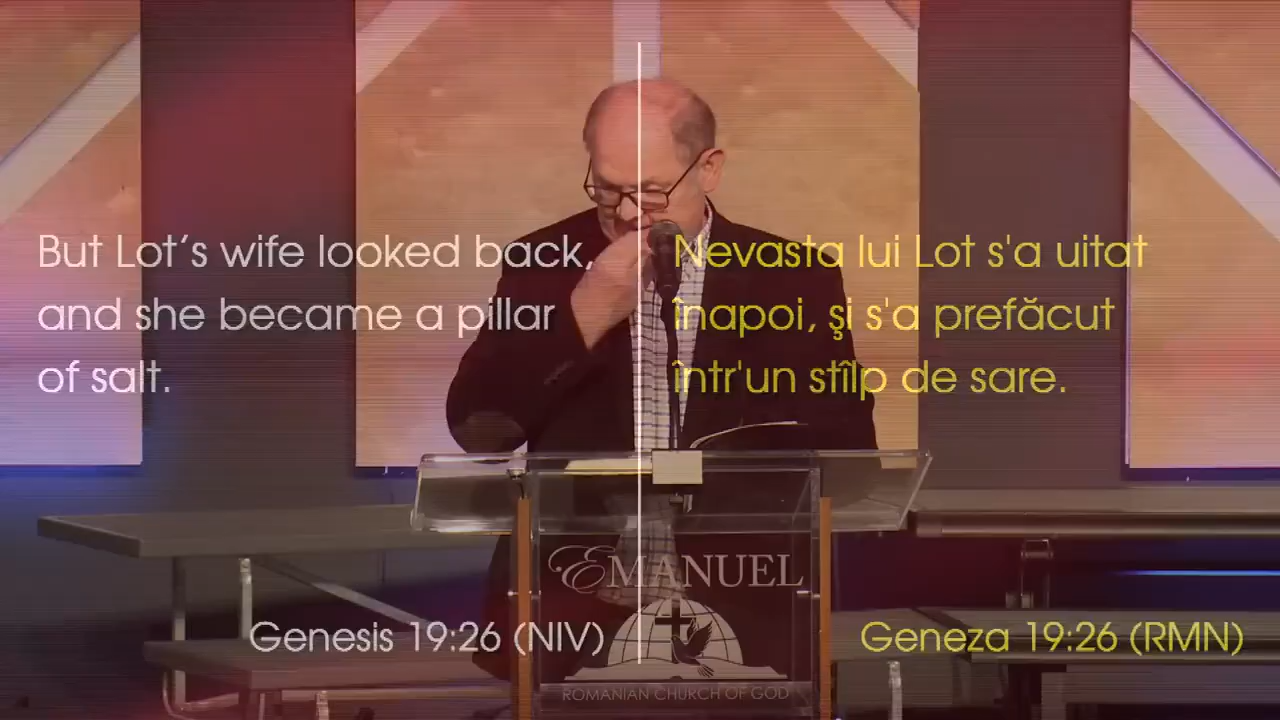 But Lot’s wife looked back,
and she became a pillar
of salt.
Genesis 19:26 (NIV)
Nevasta lui Lot s'a uitat
înapoi, şi s'a prefăcut
într'un stîlp de sare.
Geneza 19:26 (RMN)
EMANUEL
ROMANIAN CHURCH OF GOD